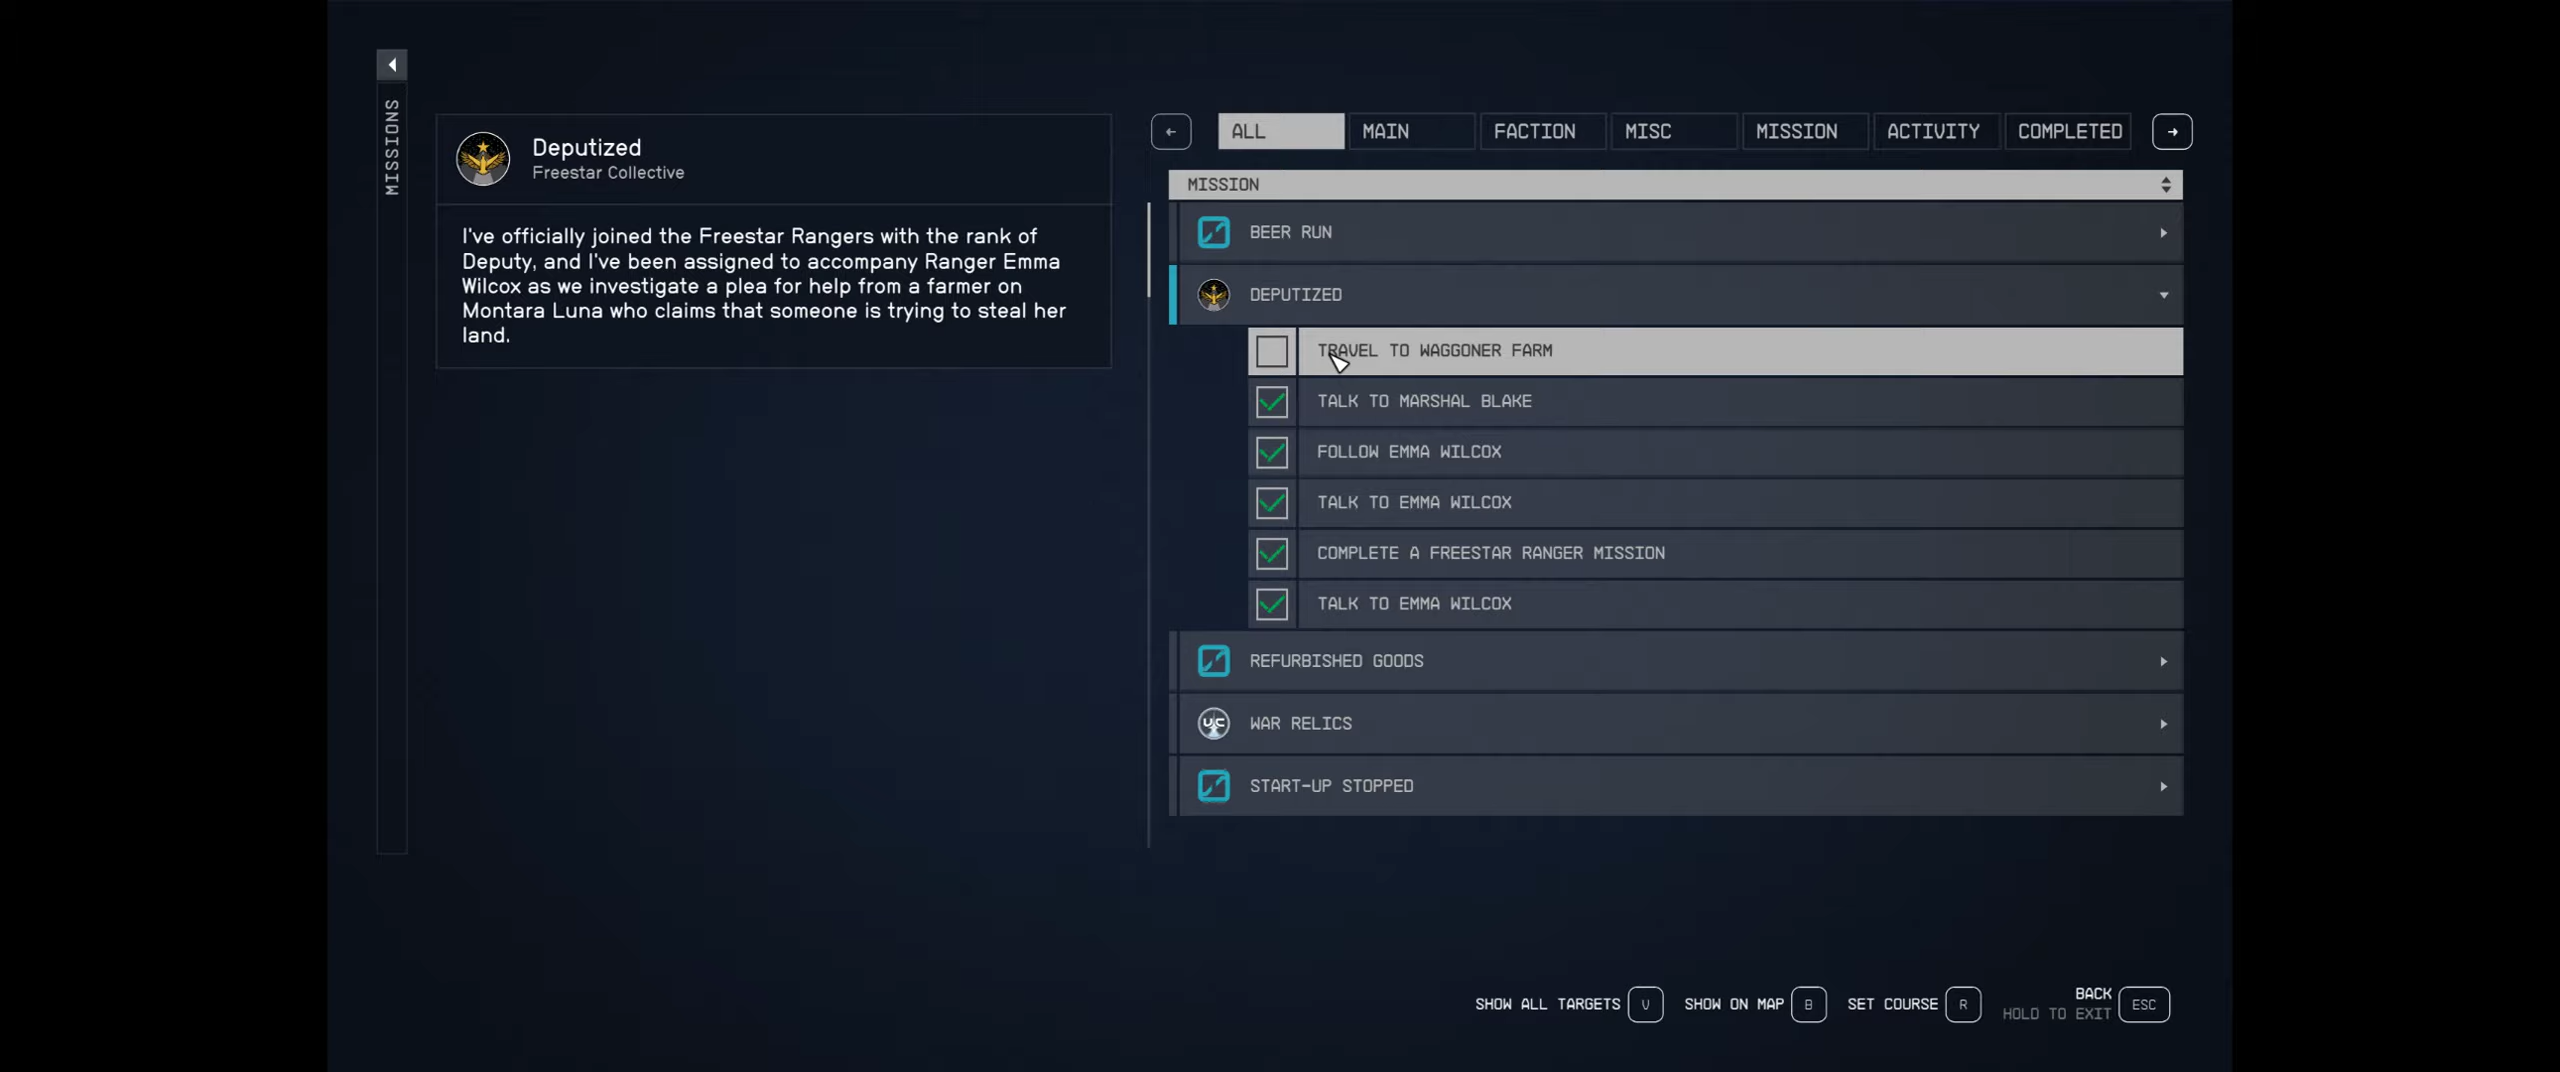 MISSIONS
Deputized
Freestar Collective
I've officially joined the Freestar Rangers with the rank of
Deputy, and I've been assigned to accompany Ranger Emma
Wilcox as we investigate a plea for help from a farmer on
Montara Luna who claims that someone is trying to steal her
land.
ALL MAIN FACTION MISC MISSION ACTIVITY COMPLETED
MISSION
BEER RUN
DEPUTIZED
TRAVEL TO WAGGONER FARM
TALK TO MARSHAL BLAKE
FOLLOW EMMA WILCOX
TALK TO EMMA WILCOX
COMPLETE A FREESTAR RANGER MISSION
TALK TO EMMA WILCOX
REFURBISHED GOODS
UC WAR RELICS
START-UP STOPPED
SHOW ALL TARGETS V SHOW ON MAP B SET COURSE R BACK ESC
HOLD TO EXIT